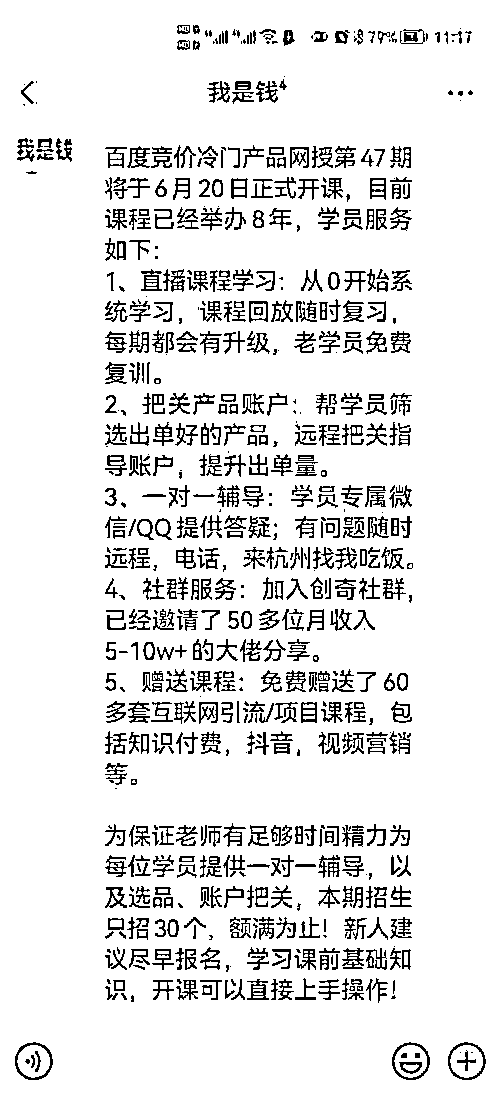 79% 11:17
我是钱⁴
我是钱
百度竞价冷门产品网授第47期
将于6月20日正式开课，目前
课程已经举办8年，学员服务
如下：
1、直播课程学习：从0开始系
统学习，课程回放随时复习，
每期都会有升级，老学员免费
复训。
2、把关产品账户：帮学员筛
选出单好的产品，远程把关指
导账户，提升出单量。
3、一对一辅导：学员专属微
信/QQ提供答疑；有问题随时
远程，电话，来杭州找我吃饭。
4、社群服务：加入创奇社群，
已经邀请了50多位月收入
5-10w+的大佬分享。
5、赠送课程：免费赠送了60
多套互联网引流/项目课程，包
括知识付费，抖音，视频营销
等。
为保证老师有足够时间精力为
每位学员提供一对一辅导，以
及选品、账户把关，本期招生
只招30个，额满为止！新人建
议尽早报名，学习课前基础知
识，开课可以直接上手操作！